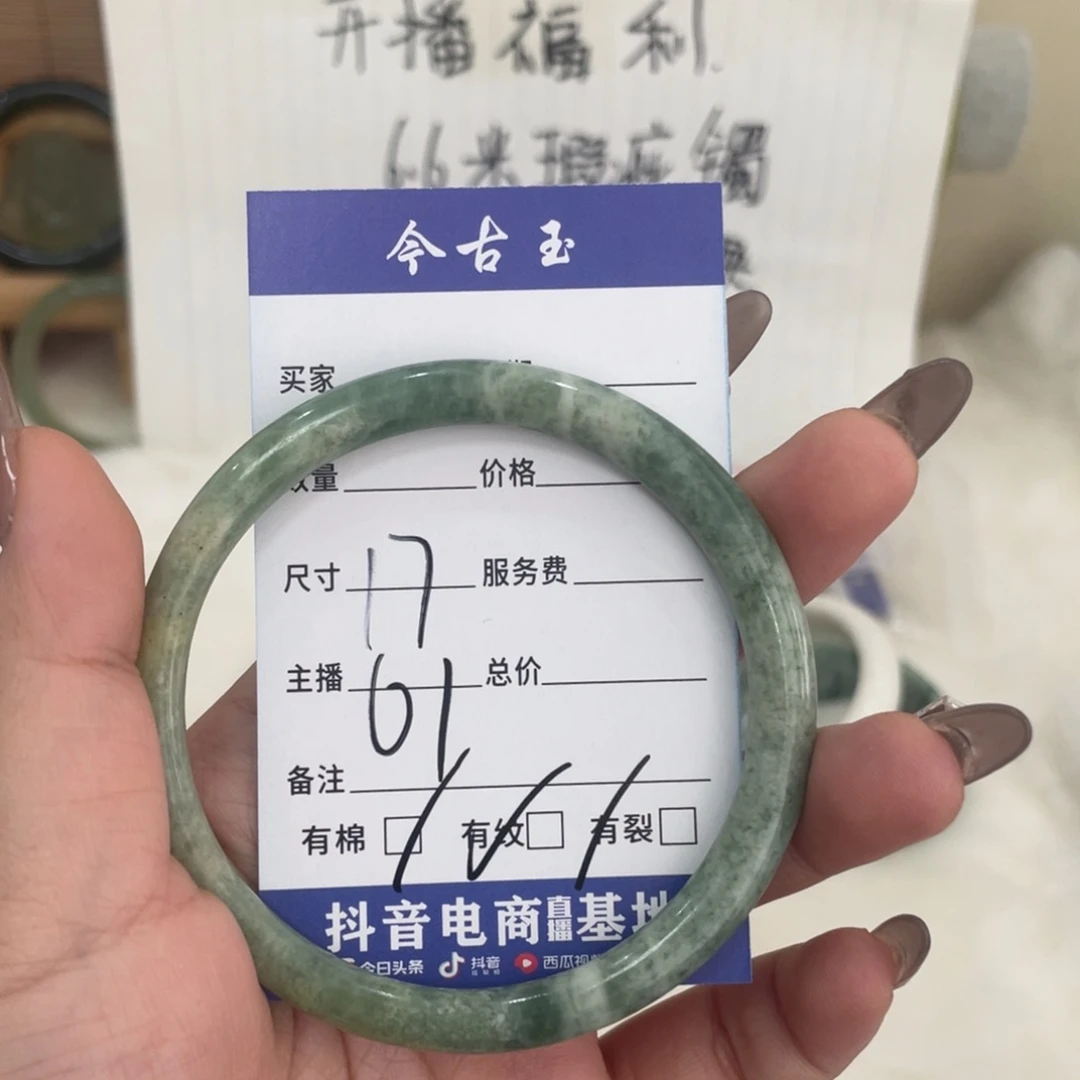 开播福利
66米瑕疵镯
今古玉
买家
数量 价格
尺寸 17 服务费
主播 61 总价
备注
有棉 有纹 有裂
抖音电商直播基地
今日头条 抖音 西瓜视频